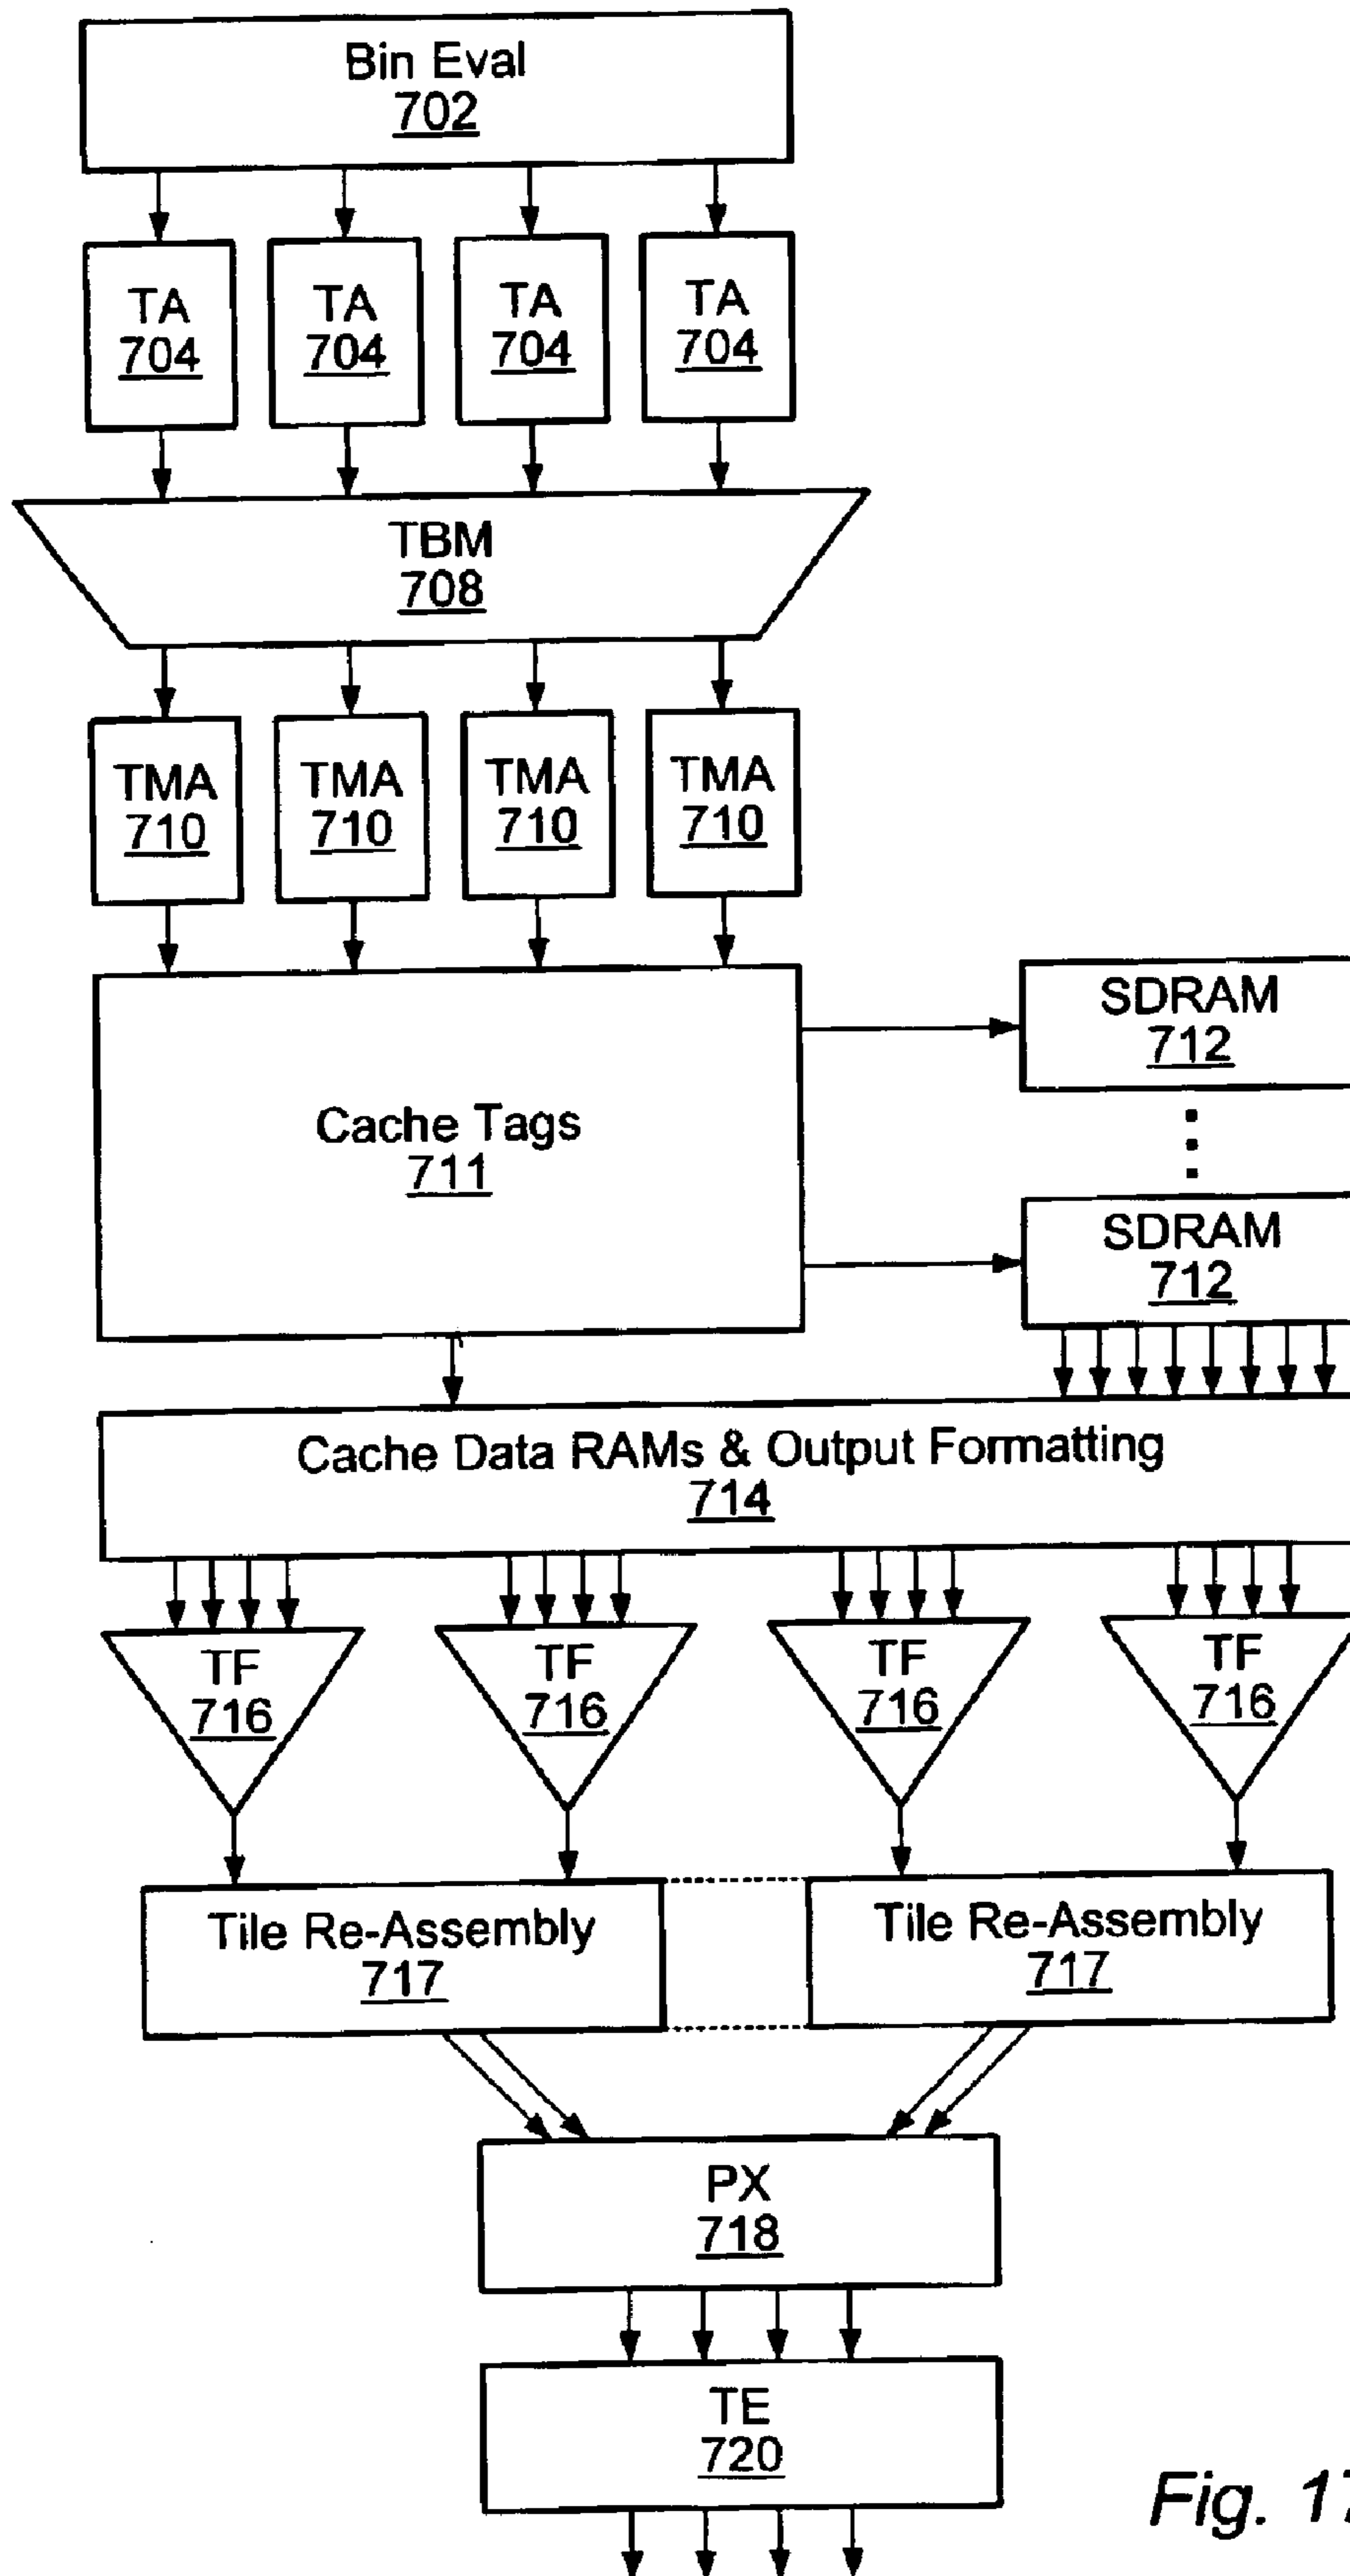 Bin Eval
702
TA
704
TA
704
TA
704
TA
704
TBM
708
TMA
710
TMA
710
TMA
710
TMA
710
Cache Tags
711
SDRAM
712
SDRAM
712
Cache Data RAMs & Output Formatting
714
TF
716
TF
716
TF
716
TF
716
Tile Re-Assembly
717
Tile Re-Assembly
717
PX
718
TE
720
Fig. 17